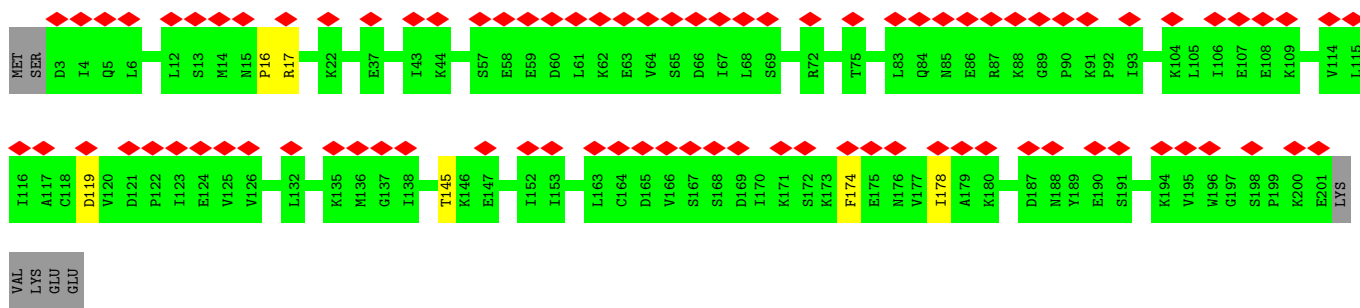 MET SER D3 I4 Q5 L6 L12 S13 M14 N15 P16 R17 K22 E37 I43 K44 S57 E58 E59 D60 L61 K62 E63 V64 S65 D66 I67 L68 S69 R72 T75 L83 Q84 N85 E86 R87 K88 G89 P90 K91 P92 I93 K104 L105 I106 E107 E108 K109 V114 L115
I116 A117 C118 D119 V120 D121 P122 I123 E124 V125 V126 L132 K135 M136 G137 I138 T145 K146 E147 I152 I153 L163 C164 D165 V166 S167 S168 D169 I170 K171 S172 K173 F174 E175 N176 V177 I178 A179 K180 D187 N188 Y189 E190 S191 K194 V195 W196 G197 S198 P199 K200 E201 LYS
VAL LYS GLU GLU